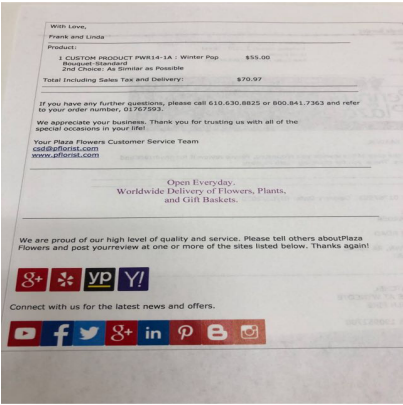 With Love,
Frank and Linda
Product:
1 CUSTOM PRODUCT PWR14-1A : Winter Pop $55.00
Bouquet-Standard
2nd Choice: As Similar as Possible
Total Including Sales Tax and Delivery: $70.97
If you have any further questions, please call 610.630.8825 or 800.841.7363 and refer
to your order number, 01767593.
We appreciate your business. Thank you for trusting us with all of the
special occasions in your life!
Your Plaza Flowers Customer Service Team
csd@pflorist.com
www.pflorist.com
Open Everyday.
Worldwide Delivery of Flowers, Plants,
and Gift Baskets.
We are proud of our high level of quality and service. Please tell others aboutPlaza
Flowers and post yourreview at one or more of the sites listed below. Thanks again!
g+ yp Y!
Connect with us for the latest news and offers.
f g+ in